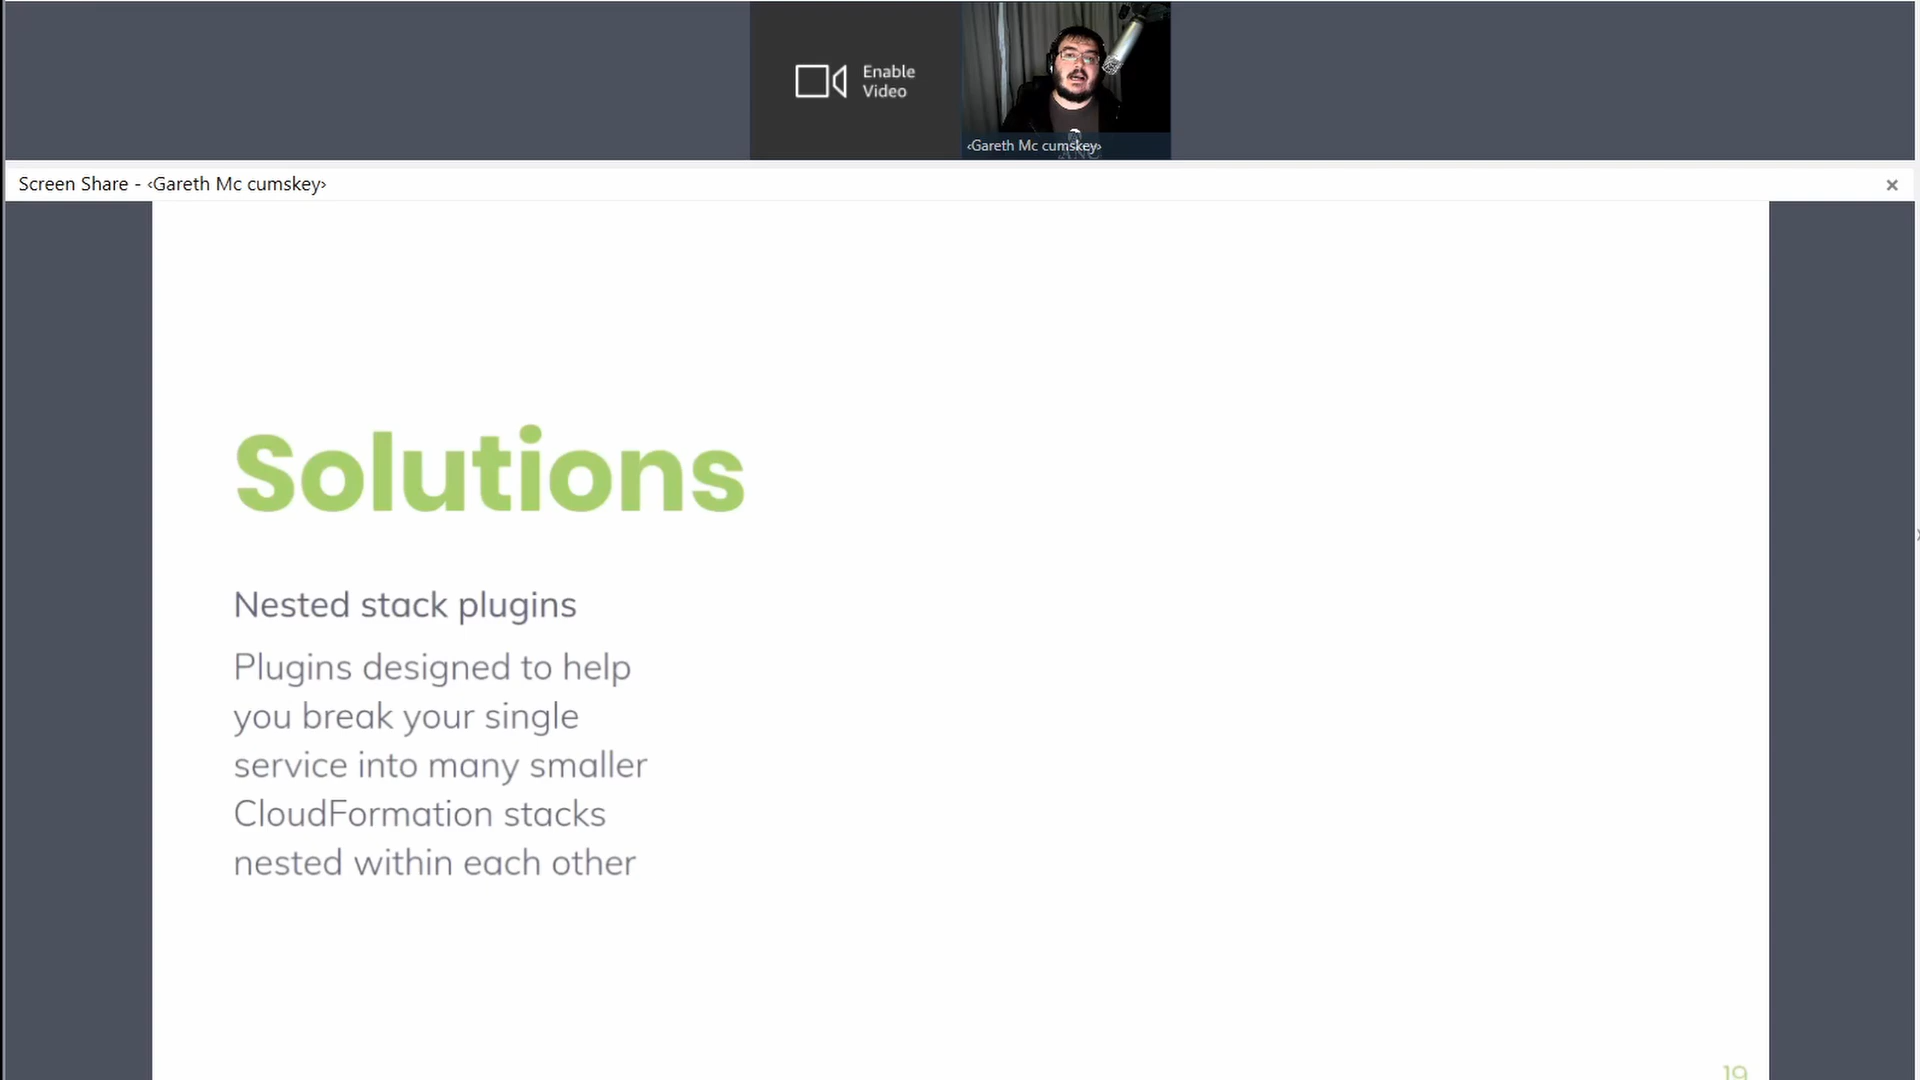 Enable
Video
‹Gareth Mc cumskey›
Screen Share - ‹Gareth Mc cumskey›
Solutions
Nested stack plugins
Plugins designed to help
you break your single
service into many smaller
CloudFormation stacks
nested within each other
19